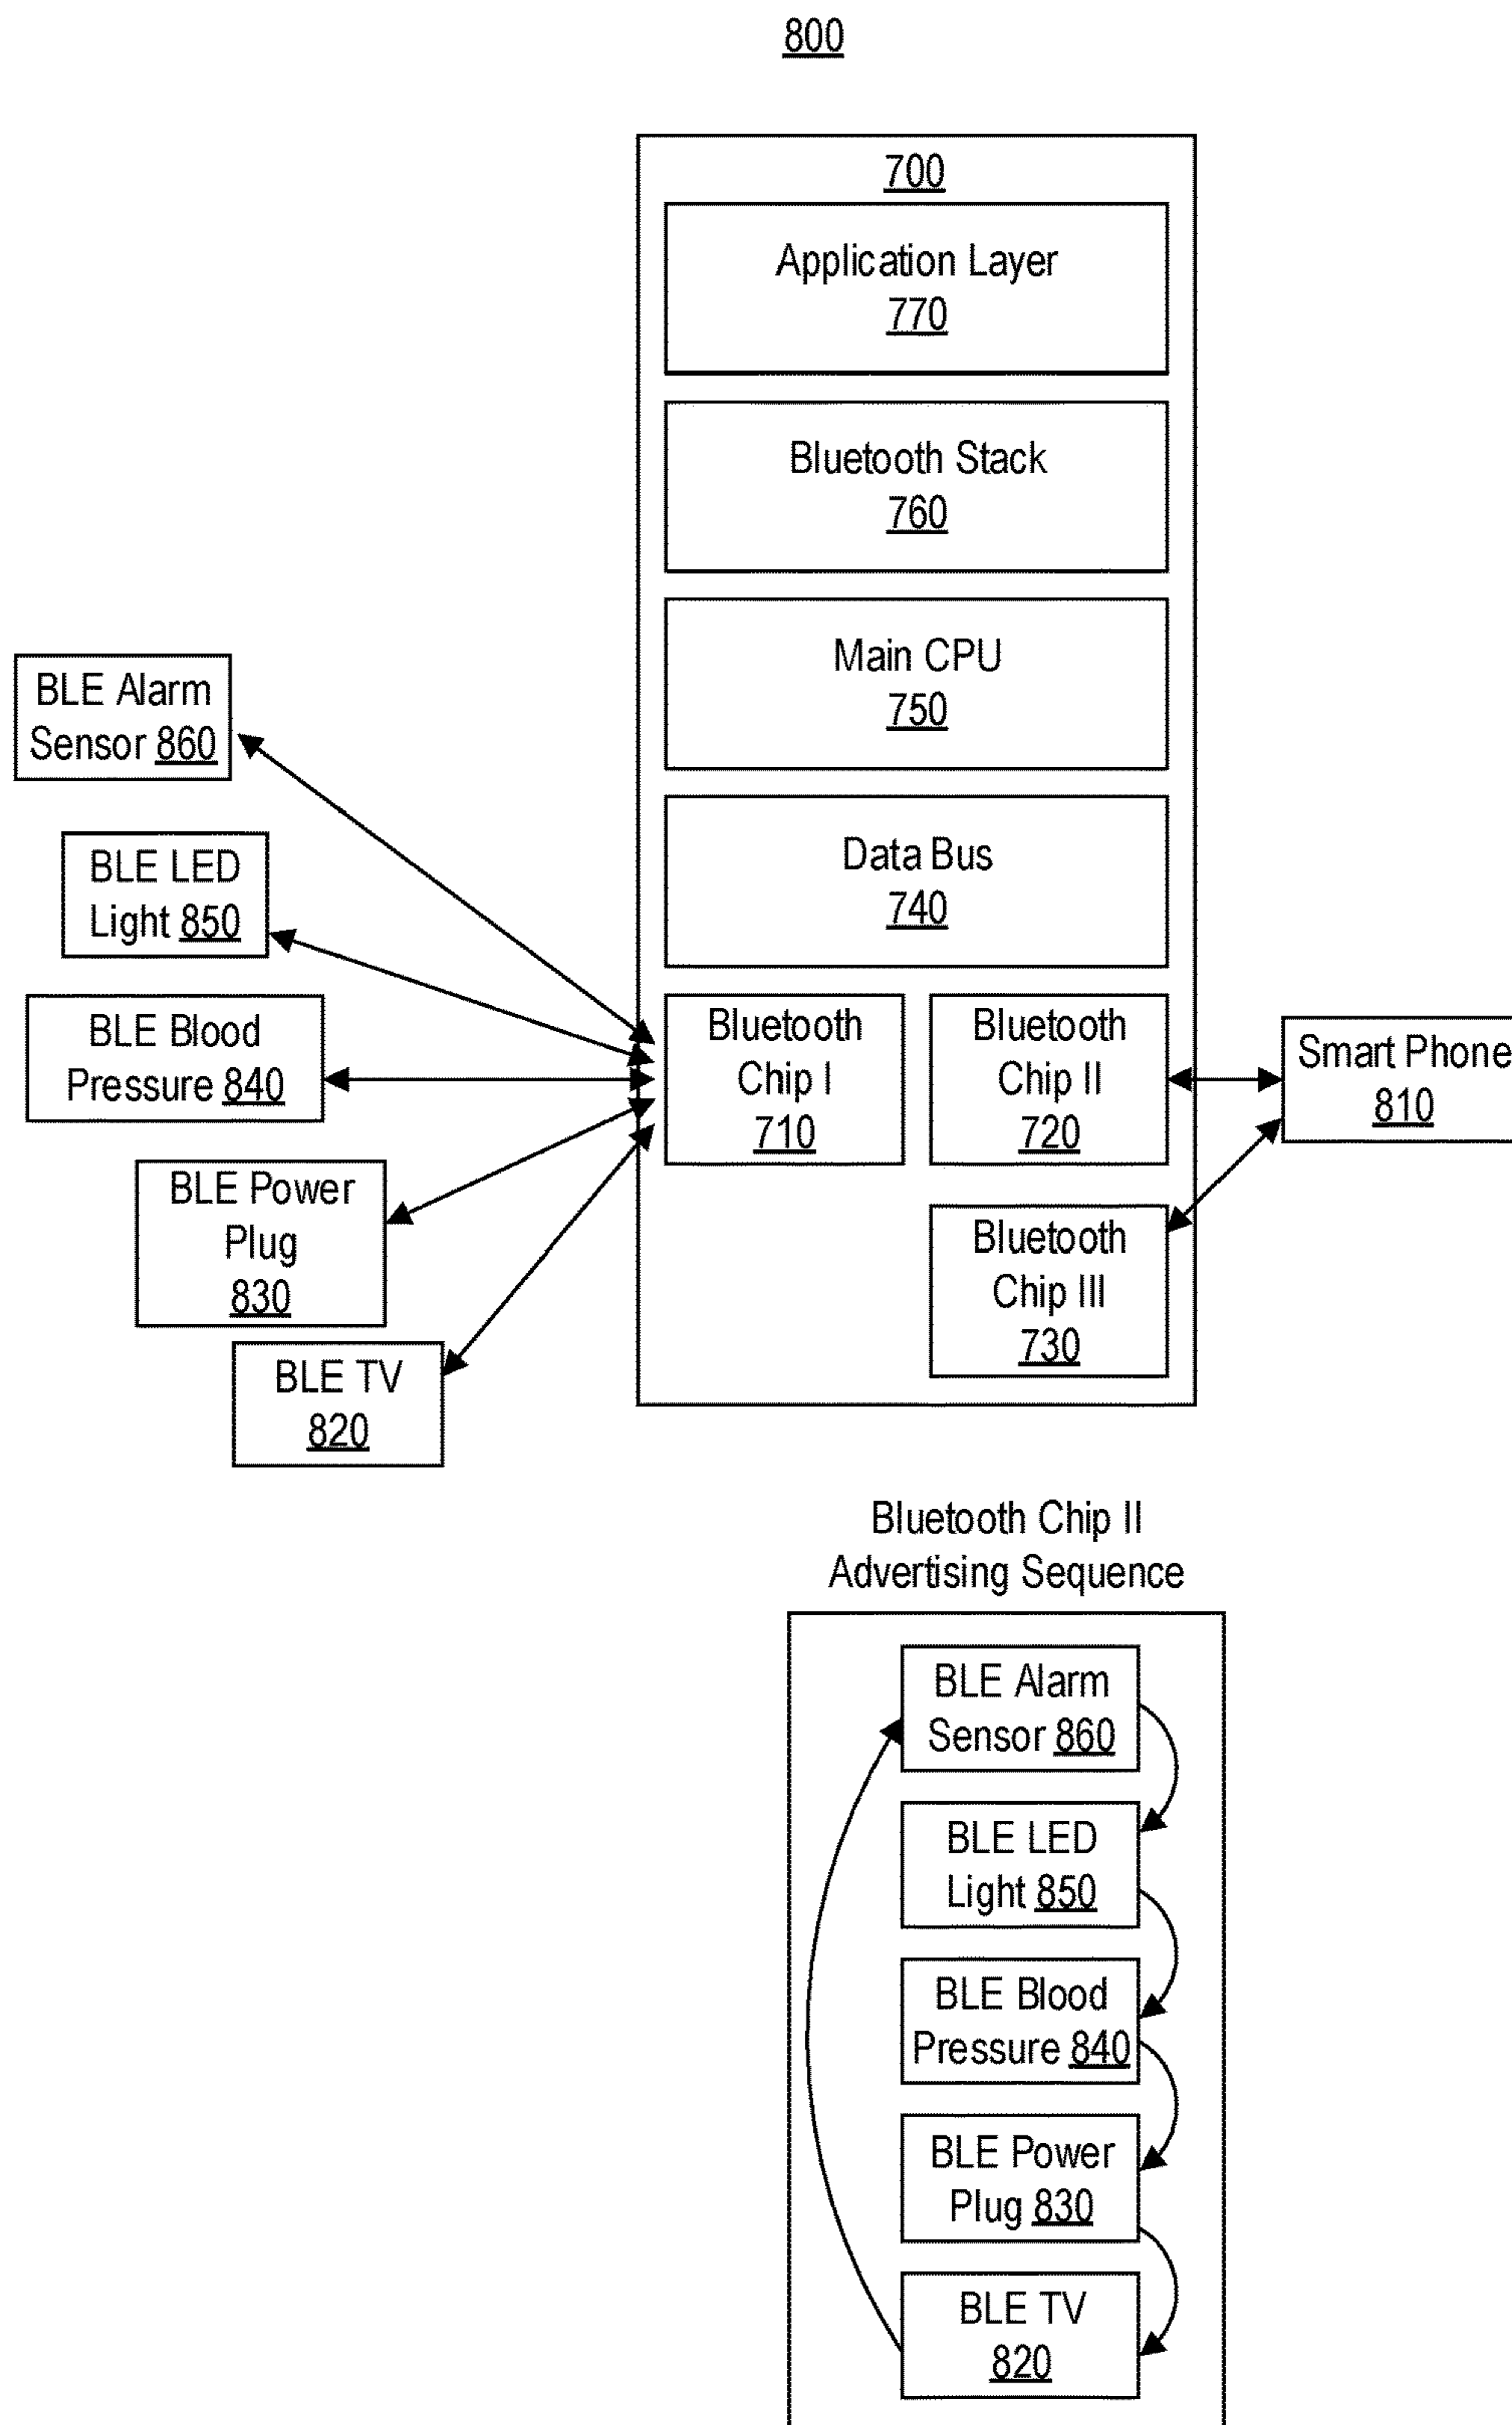 800
700
Application Layer
770
Bluetooth Stack
760
Main CPU
750
Data Bus
740
BLE Alarm
Sensor 860
BLE LED
Light 850
BLE Blood
Pressure 840
BLE Power
Plug
830
BLE TV
820
Bluetooth
Chip I
710
Bluetooth
Chip II
720
Bluetooth
Chip III
730
Smart Phone
810
Bluetooth Chip II
Advertising Sequence
BLE Alarm
Sensor 860
BLE LED
Light 850
BLE Blood
Pressure 840
BLE Power
Plug 830
BLE TV
820